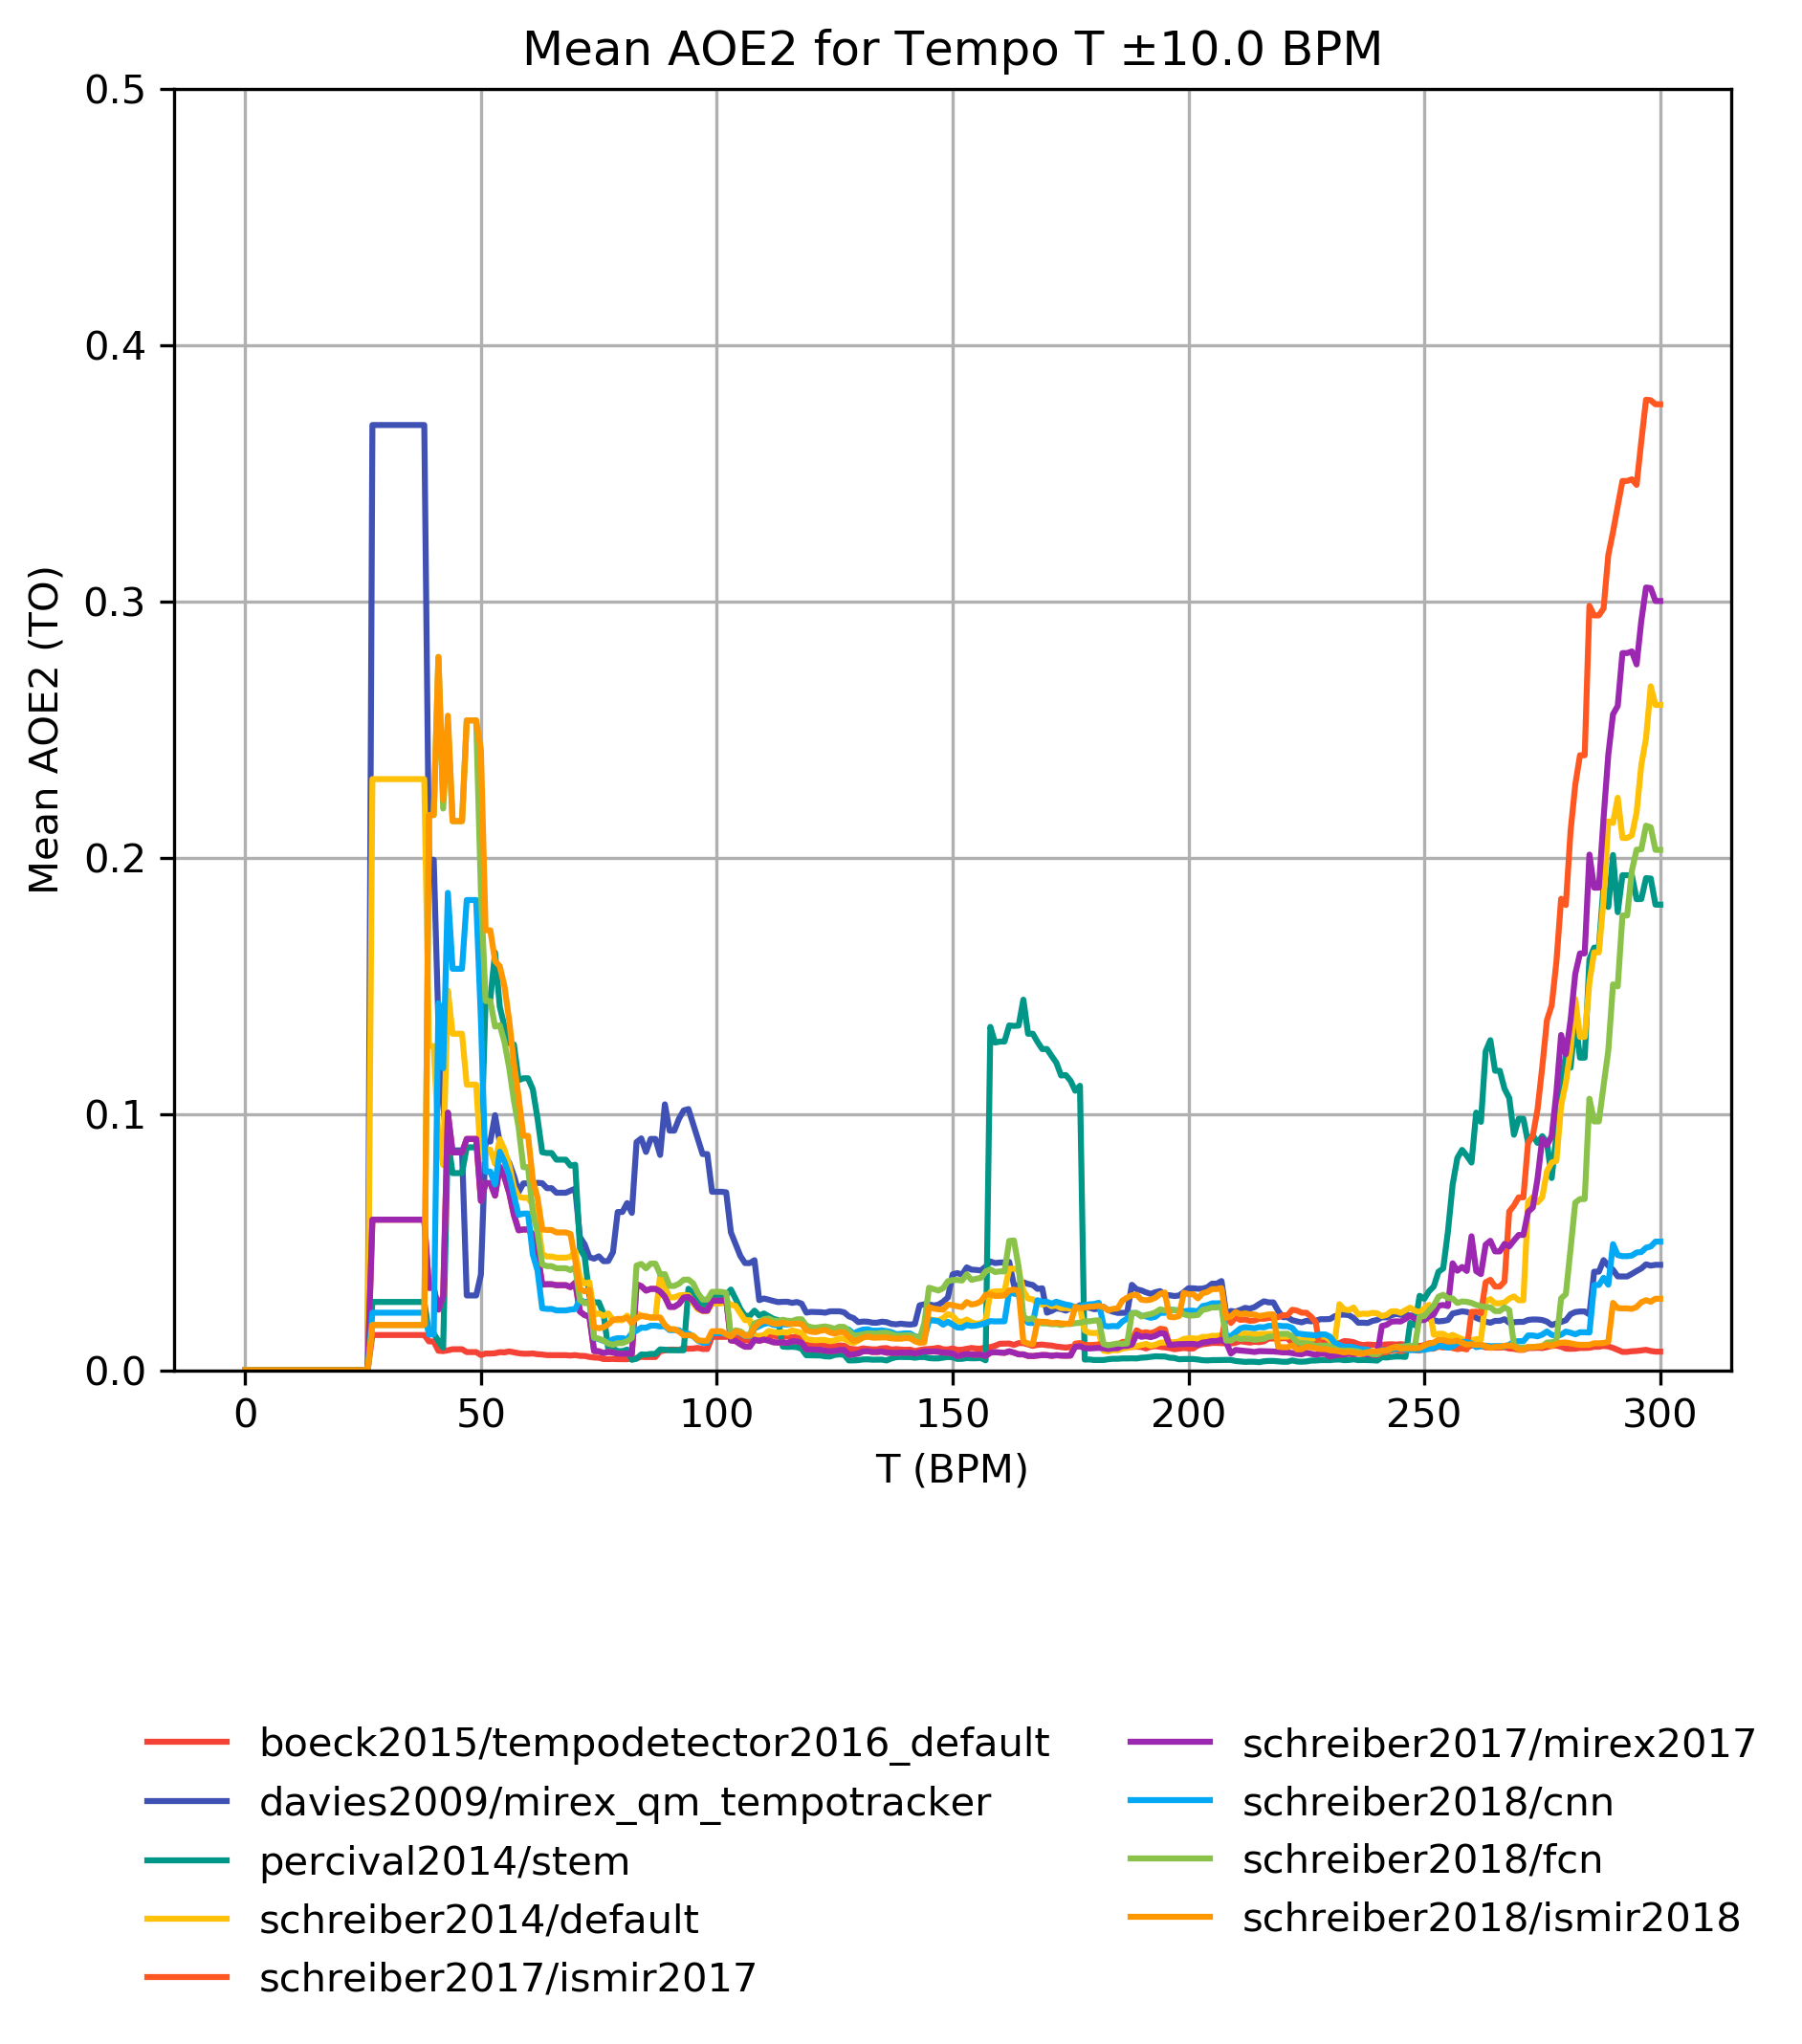 Mean AOE2 for Tempo T ±10.0 BPM
0.5
0.4
0.3
0.2
0.1
0.0
Mean AOE2 (TO)
0 50 100 150 200 250 300
T (BPM)
boeck2015/tempodetector2016_default
davies2009/mirex_qm_tempotracker
percival2014/stem
schreiber2014/default
schreiber2017/ismir2017
schreiber2017/mirex2017
schreiber2018/cnn
schreiber2018/fcn
schreiber2018/ismir2018